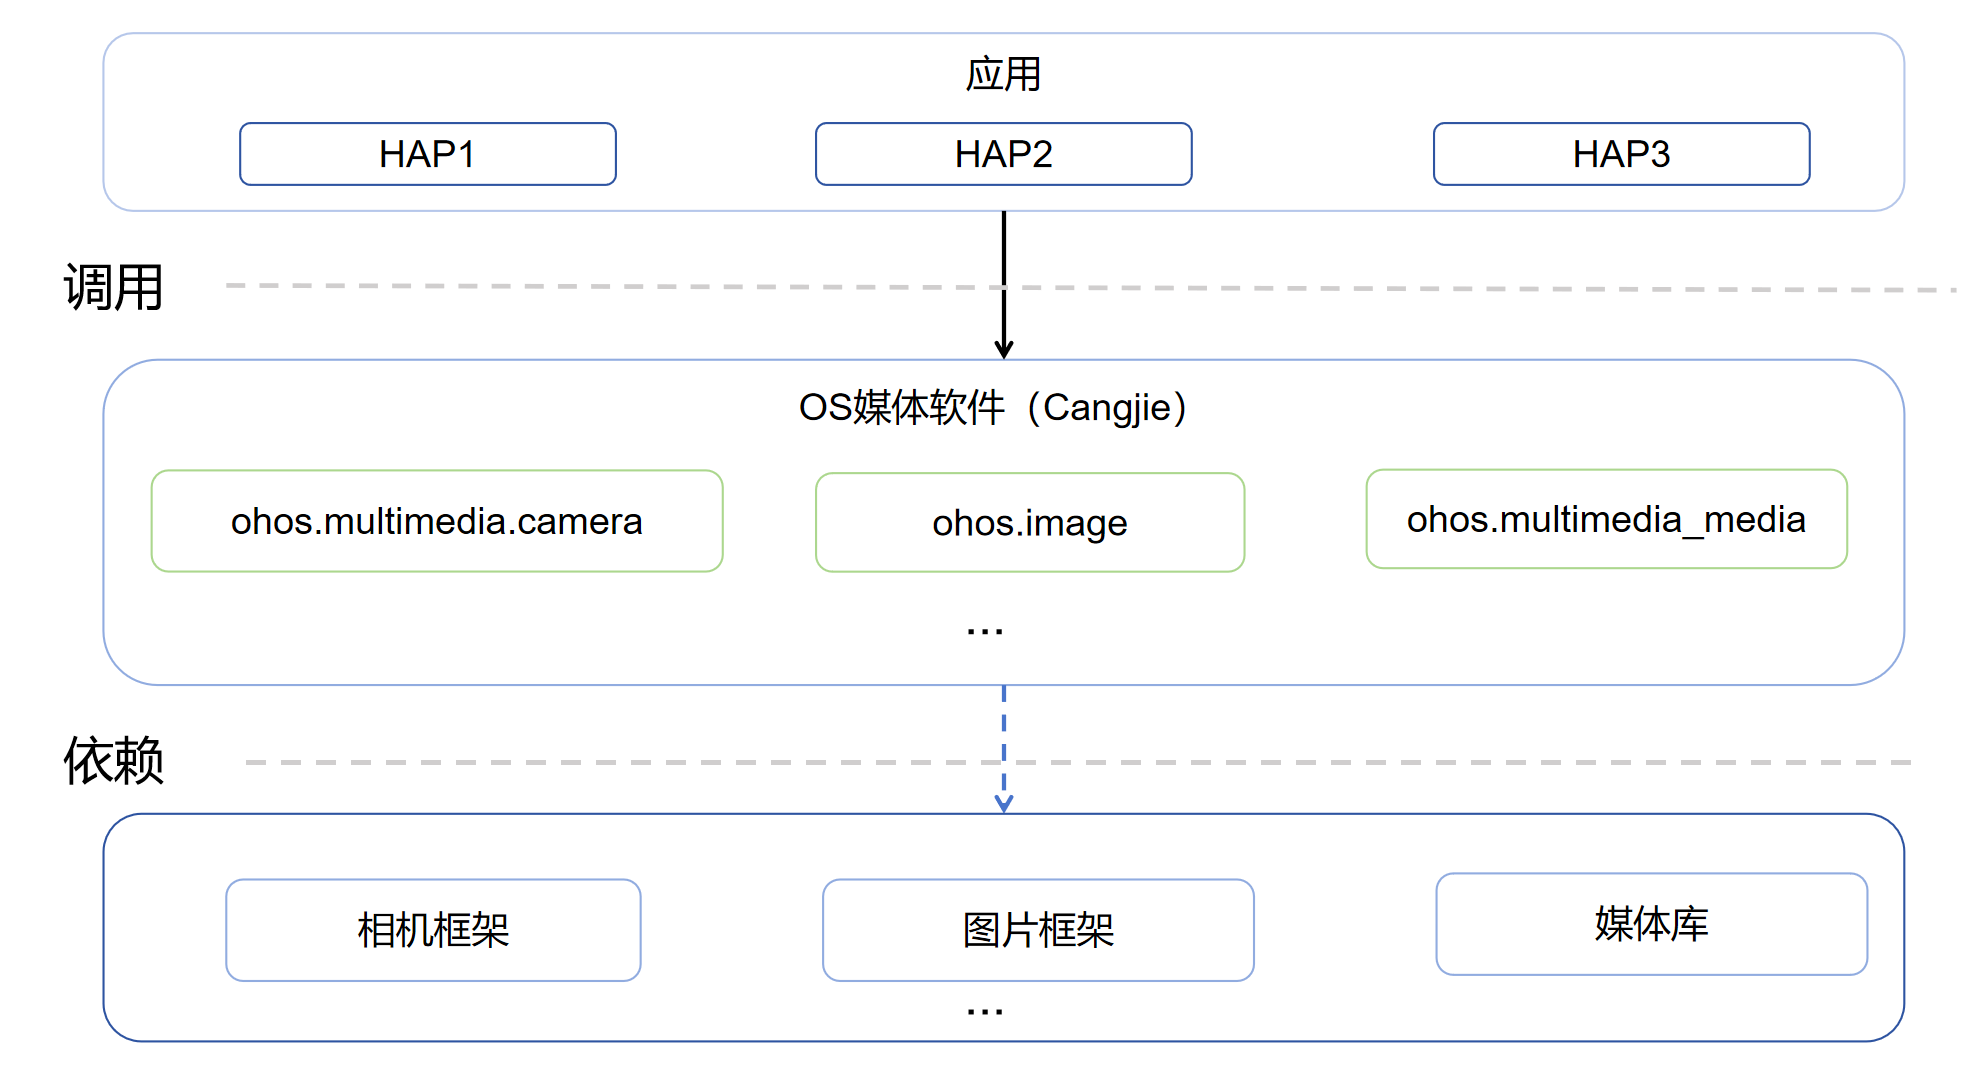 应用
HAP1
HAP2
HAP3
调用
OS媒体软件（Cangjie）
ohos.multimedia.camera
ohos.image
ohos.multimedia_media
...
依赖
相机框架
图片框架
媒体库
...